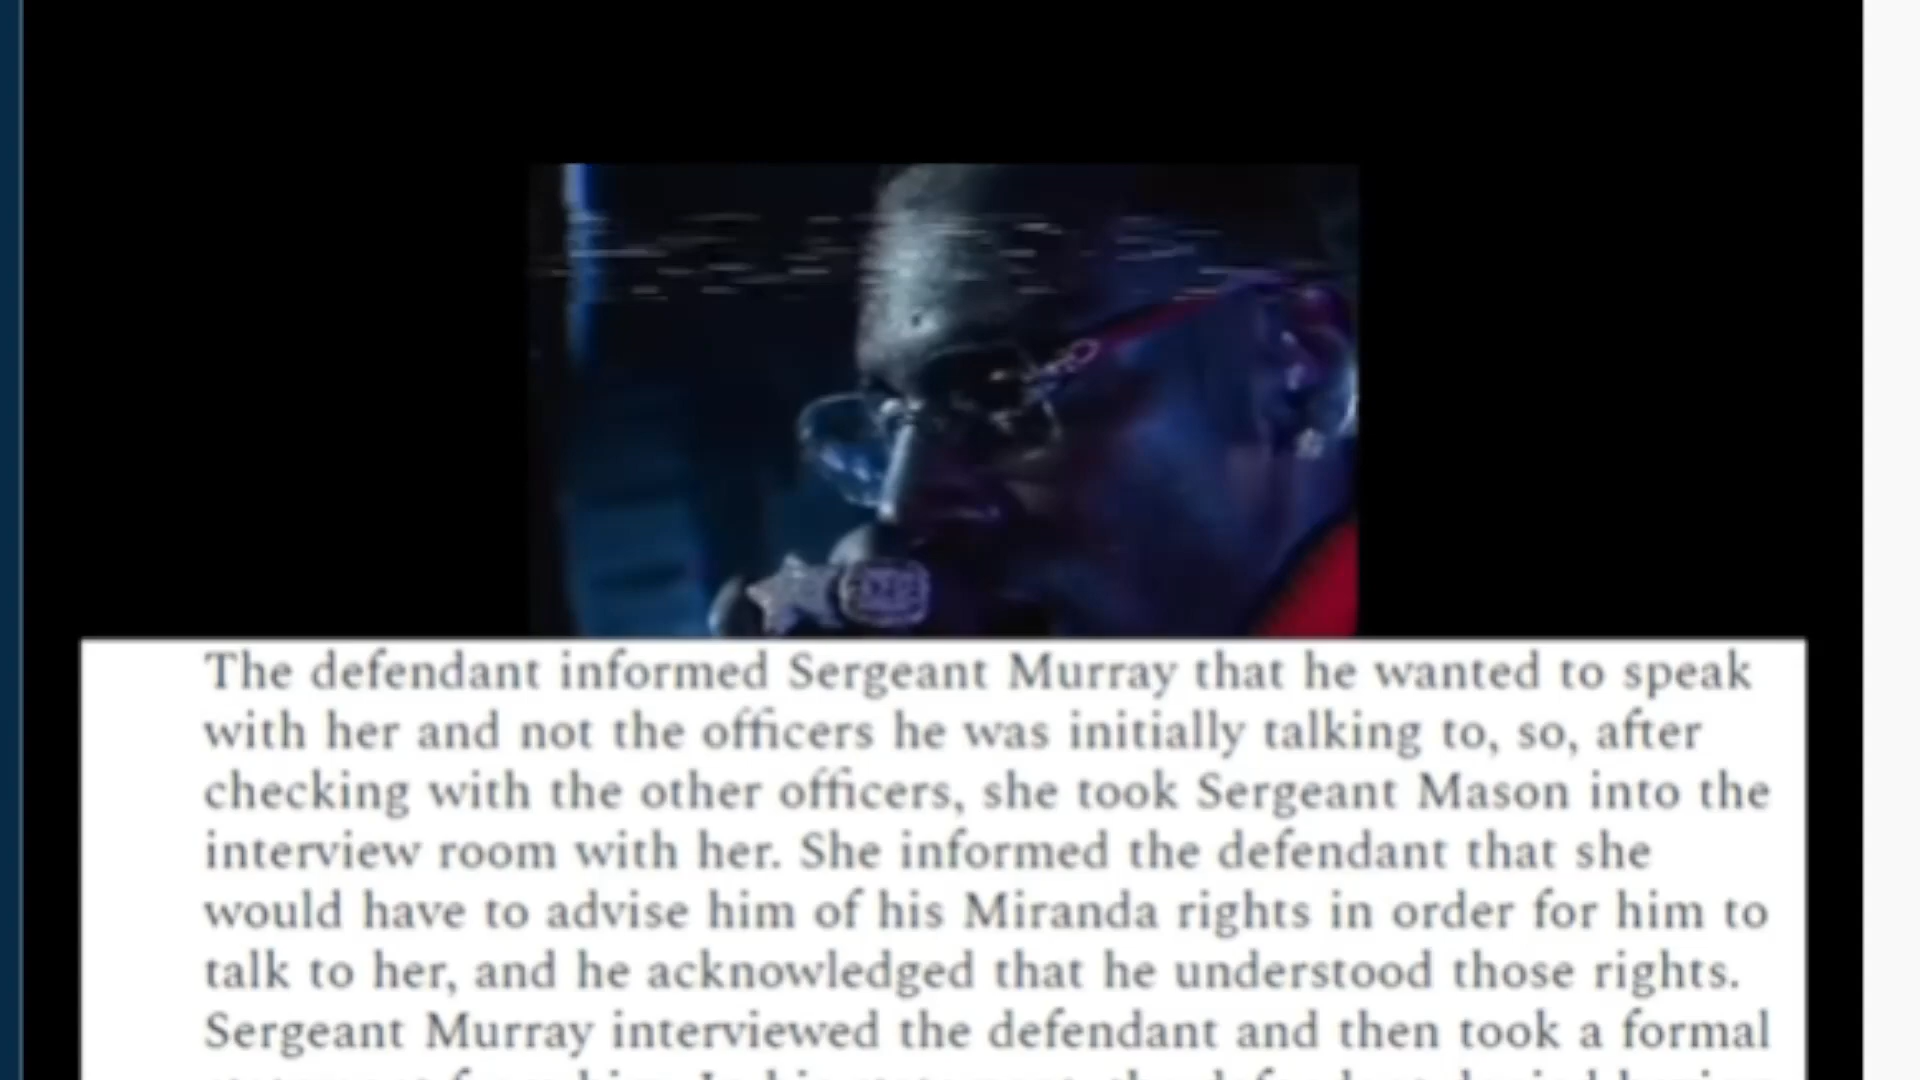 The defendant informed Sergeant Murray that he wanted to speak
with her and not the officers he was initially talking to, so, after
checking with the other officers, she took Sergeant Mason into the
interview room with her. She informed the defendant that she
would have to advise him of his Miranda rights in order for him to
talk to her, and he acknowledged that he understood those rights.
Sergeant Murray interviewed the defendant and then took a formal